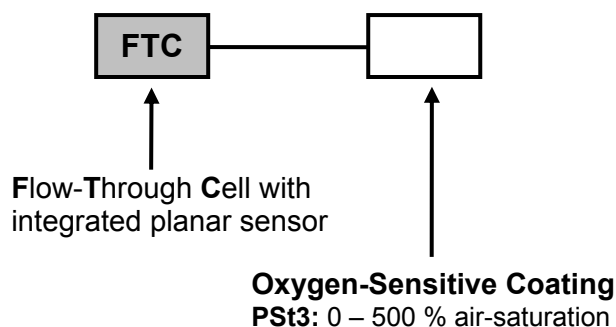 FTC
Flow-Through Cell with
integrated planar sensor
Oxygen-Sensitive Coating
PSt3: 0 – 500 % air-saturation